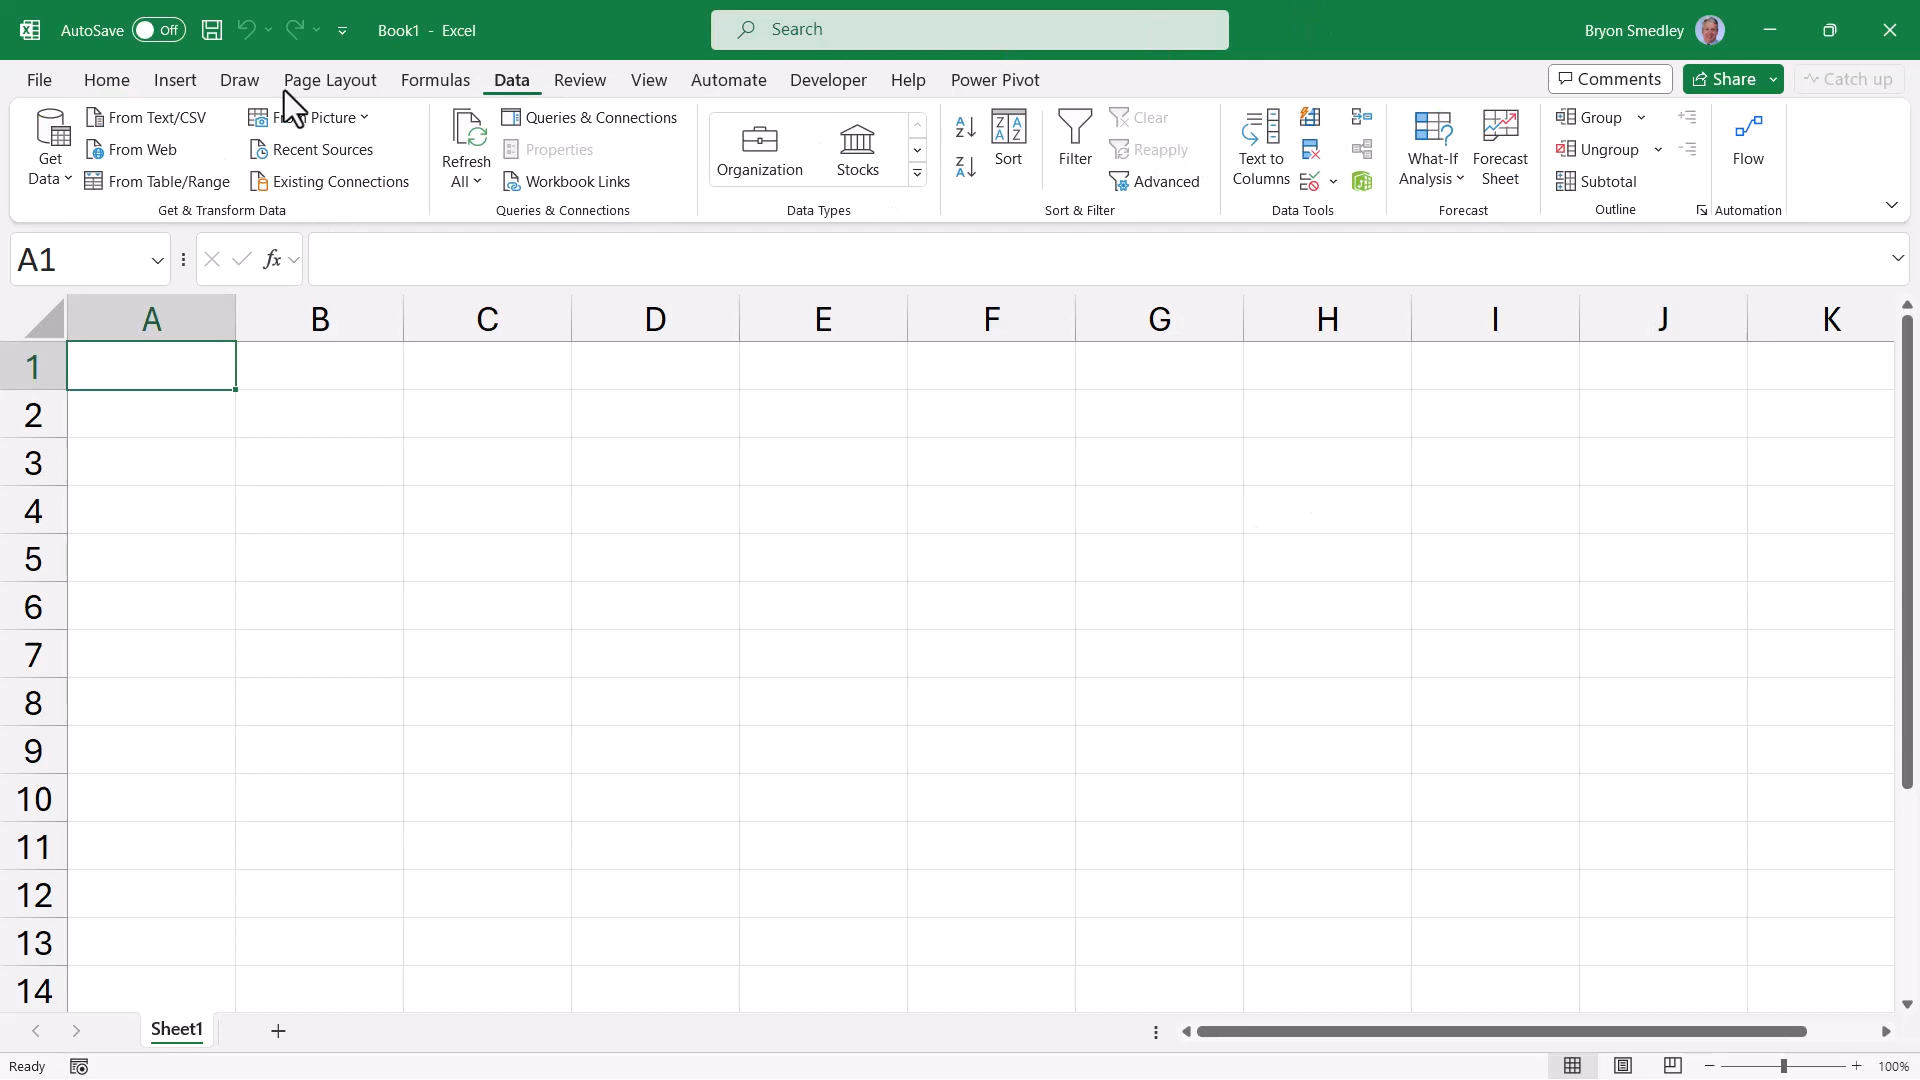 AutoSave Off Book1 - Excel Search Bryon Smedley
File Home Insert Draw Page Layout Formulas Data Review View Automate Developer Help Power Pivot Comments Share Catch up
Get Data
From Text/CSV
From Web
From Table/Range
Picture
Recent Sources
Existing Connections
Get & Transform Data
Refresh All
Queries & Connections
Properties
Workbook Links
Queries & Connections
Organization
Stocks
Data Types
Sort
Filter
Clear
Reapply
Advanced
Sort & Filter
Text to
Columns
Data Tools
What-If
Analysis
Forecast
Sheet
Forecast
Group
Ungroup
Subtotal
Outline
Flow
Automation
A1 fx
A B C D E F G H I J K
1
2
3
4
5
6
7
8
9
10
11
12
13
14
Sheet1
Ready 100%